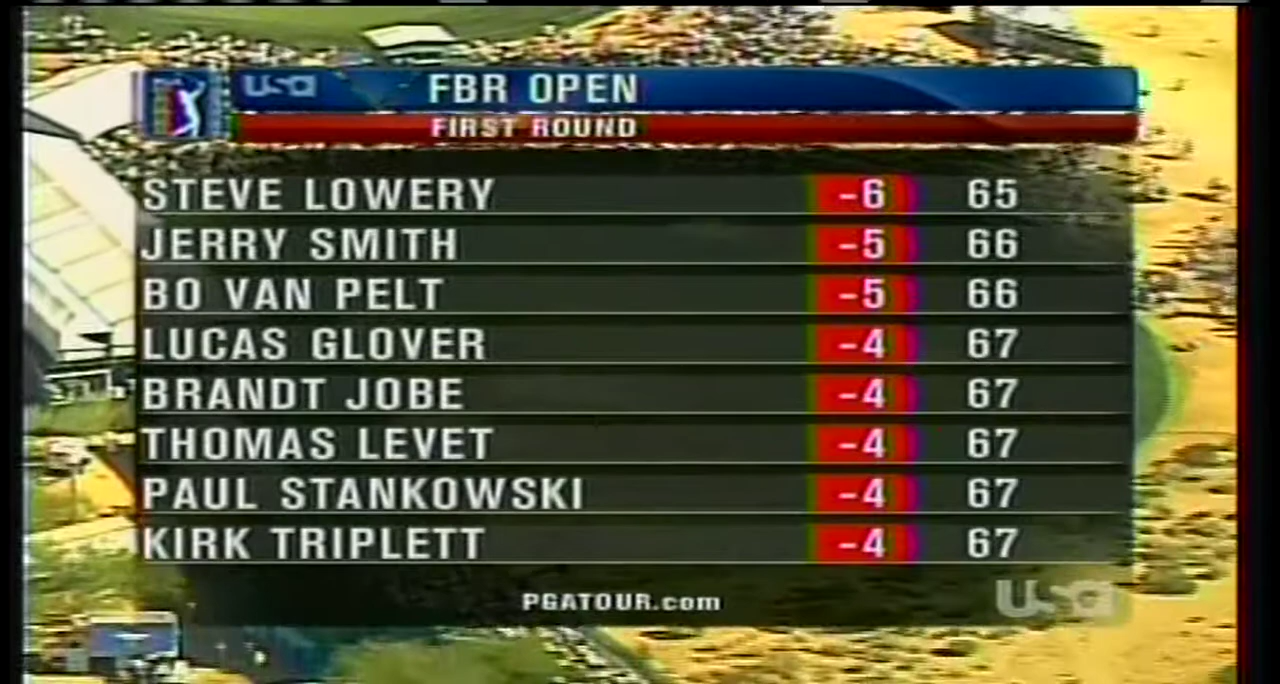 USA FBR OPEN
FIRST ROUND
STEVE LOWERY -6 65
JERRY SMITH -5 66
BO VAN PELT -5 66
LUCAS GLOVER -4 67
BRANDT JOBE -4 67
THOMAS LEVET -4 67
PAUL STANKOWSKI -4 67
KIRK TRIPLETT -4 67
PGATOUR.com
USA